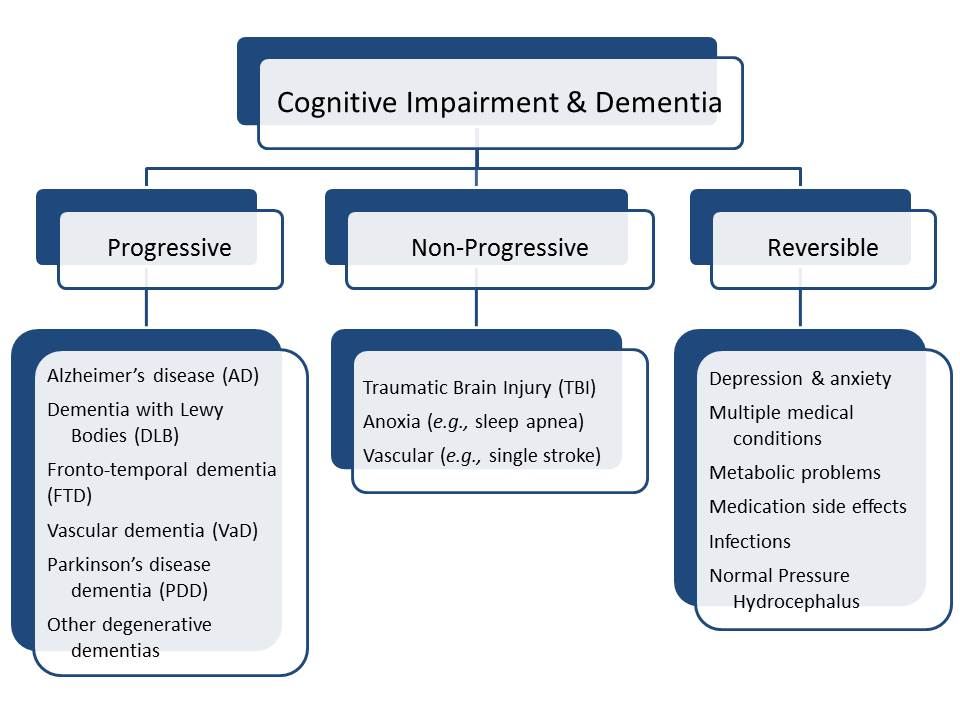 Cognitive Impairment & Dementia
Progressive
Non-Progressive
Reversible
Alzheimer’s disease (AD)
Dementia with Lewy
Bodies (DLB)
Fronto-temporal dementia
(FTD)
Vascular dementia (VaD)
Parkinson’s disease
dementia (PDD)
Other degenerative
dementias
Traumatic Brain Injury (TBI)
Anoxia (e.g., sleep apnea)
Vascular (e.g., single stroke)
Depression & anxiety
Multiple medical
conditions
Metabolic problems
Medication side effects
Infections
Normal Pressure
Hydrocephalus